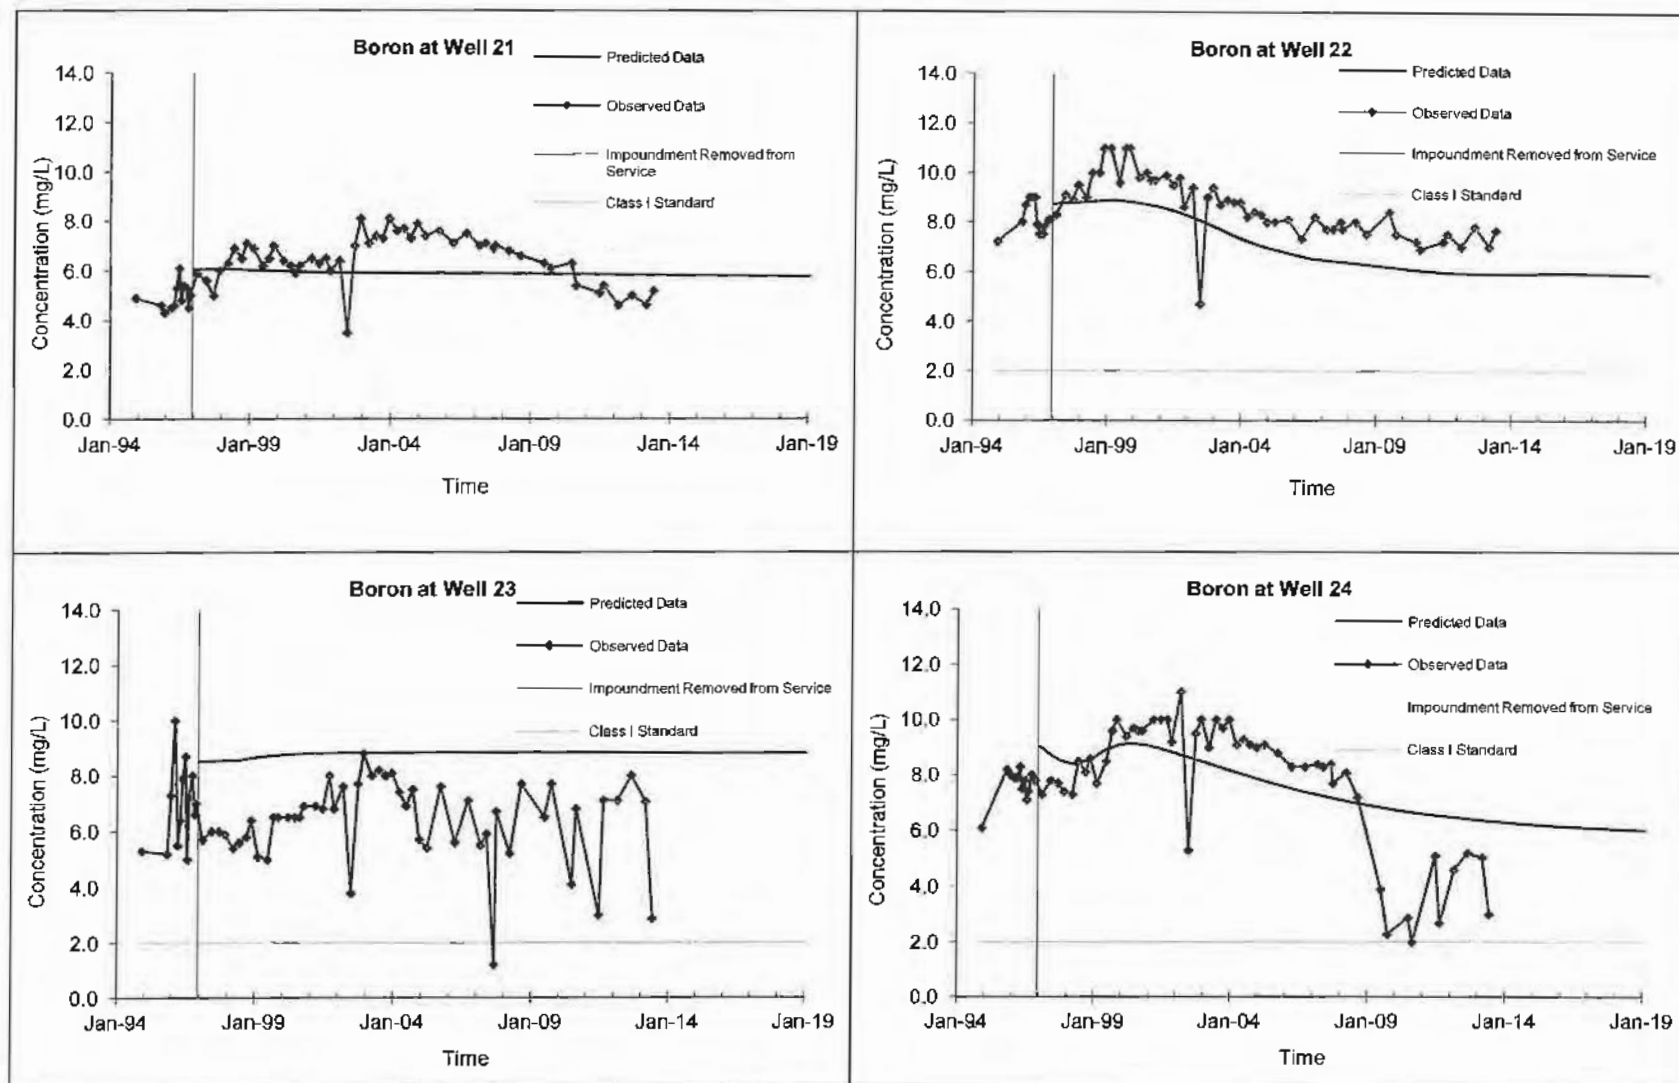 Boron at Well 21
Predicted Data
Observed Data
Impoundment Removed from
Service
Class I Standard
Concentration (mg/L)
14.0
12.0
10.0
8.0
6.0
4.0
2.0
0.0
Jan-94 Jan-99 Jan-04 Jan-09 Jan-14 Jan-19
Time
Boron at Well 22
Predicted Data
Observed Data
Impoundment Removed from Service
Class I Standard
Concentration (mg/L)
14.0
12.0
10.0
8.0
6.0
4.0
2.0
0.0
Jan-94 Jan-99 Jan-04 Jan-09 Jan-14 Jan-19
Time
Boron at Well 23
Predicted Data
Observed Data
Impoundment Removed from Service
Class I Standard
Concentration (mg/L)
14.0
12.0
10.0
8.0
6.0
4.0
2.0
0.0
Jan-94 Jan-99 Jan-04 Jan-09 Jan-14 Jan-19
Time
Boron at Well 24
Predicted Data
Observed Data
Impoundment Removed from Service
Class I Standard
Concentration (mg/L)
14.0
12.0
10.0
8.0
6.0
4.0
2.0
0.0
Jan-94 Jan-99 Jan-04 Jan-09 Jan-14 Jan-19
Time